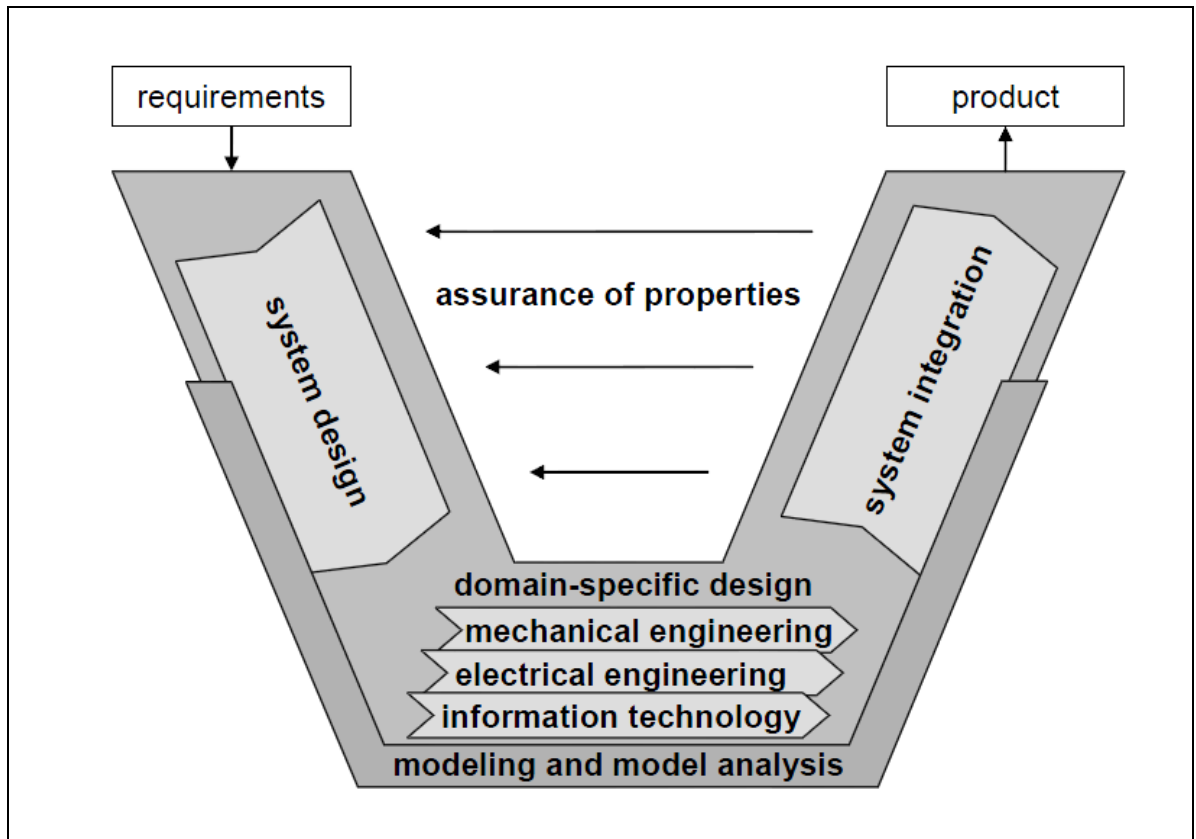 requirements
product
assurance of properties
system design
system integration
domain-specific design
mechanical engineering
electrical engineering
information technology
modeling and model analysis